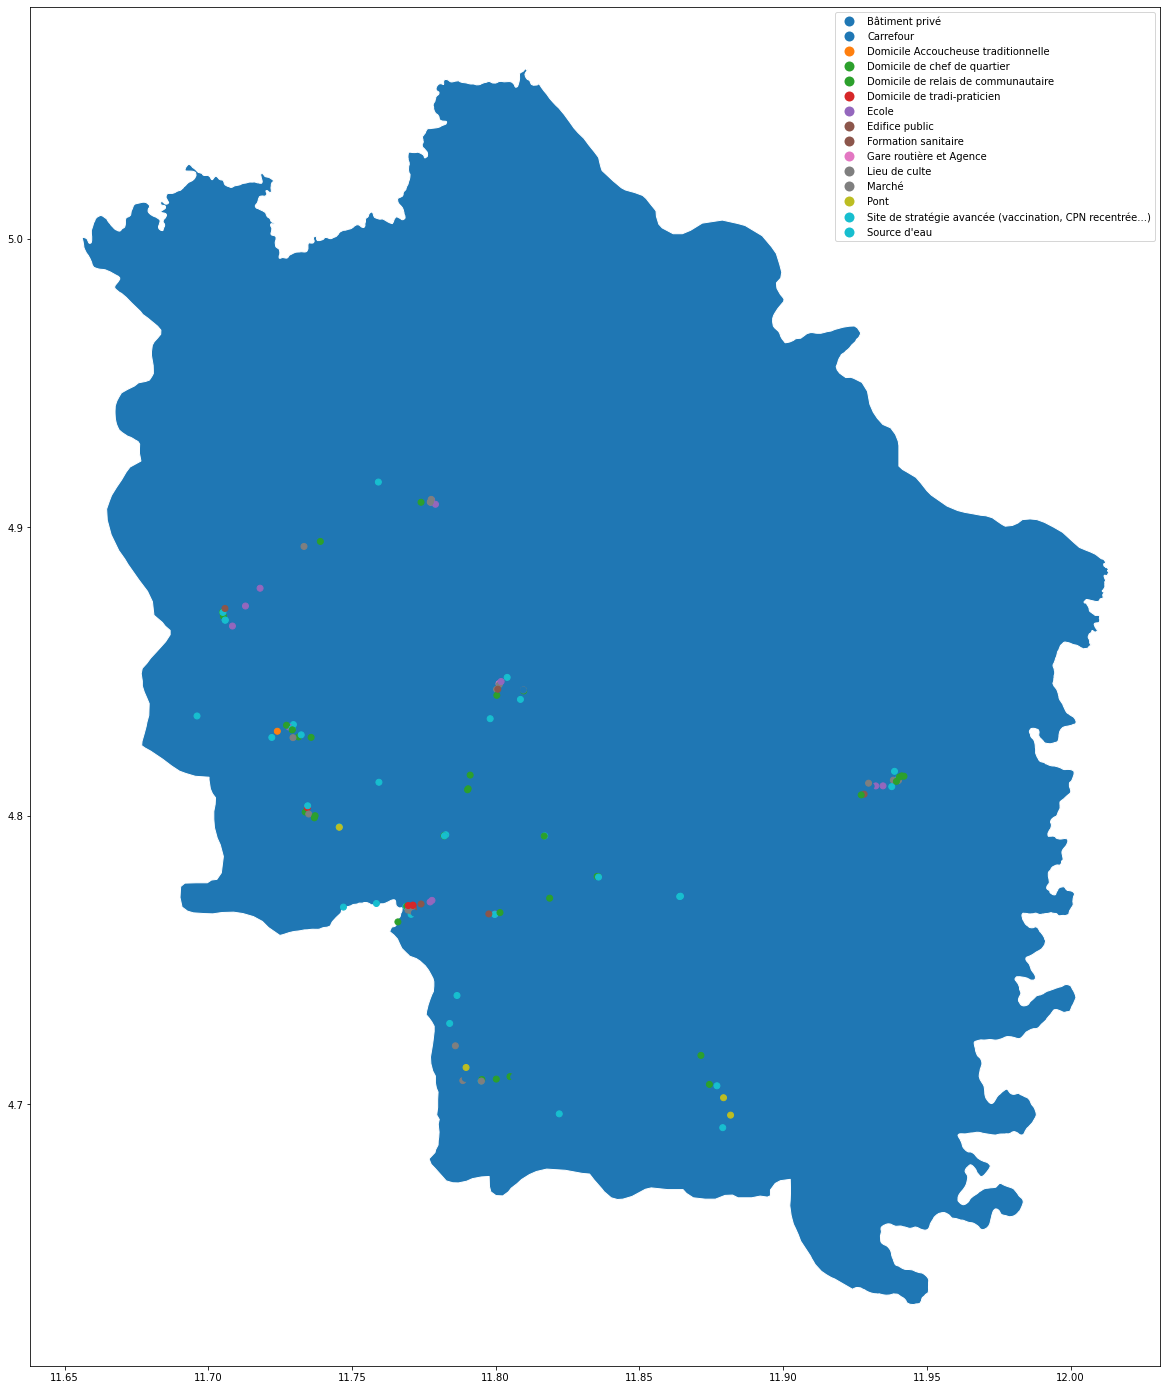 Bâtiment privé
Carrefour
Domicile Accoucheuse traditionnelle
Domicile de chef de quartier
Domicile de relais de communautaire
Domicile de tradi-praticien
Ecole
Edifice public
Formation sanitaire
Gare routière et Agence
Lieu de culte
Marché
Pont
Site de stratégie avancée (vaccination, CPN recentrée...)
Source d'eau
5.0
4.9
4.8
4.7
11.65 11.70 11.75 11.80 11.85 11.90 11.95 12.00